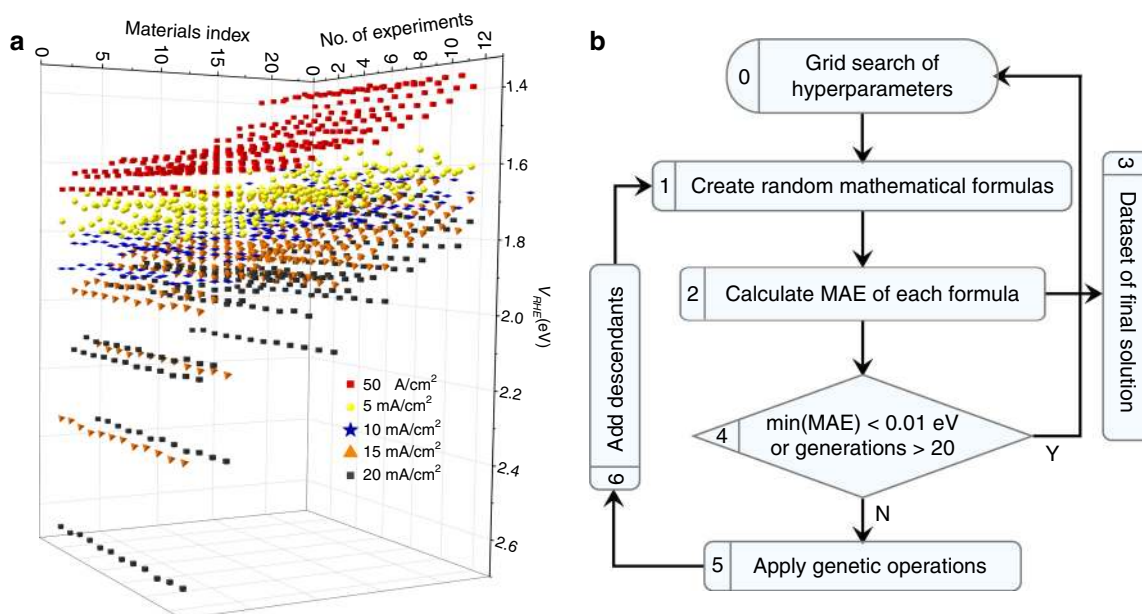 a
Materials index
No. of experiments
0
5
10
15
20
0
2
4
6
8
10
12
1.4
1.6
1.8
2.0
2.2
2.4
2.6
V_RHE (eV)
50 A/cm²
5 mA/cm²
10 mA/cm²
15 mA/cm²
20 mA/cm²
b
0
Grid search of
hyperparameters
1
Create random mathematical formulas
2
Calculate MAE of each formula
3
Dataset of final solution
4
min(MAE) < 0.01 eV
or generations > 20
Y
N
5
Apply genetic operations
6
Add descendants